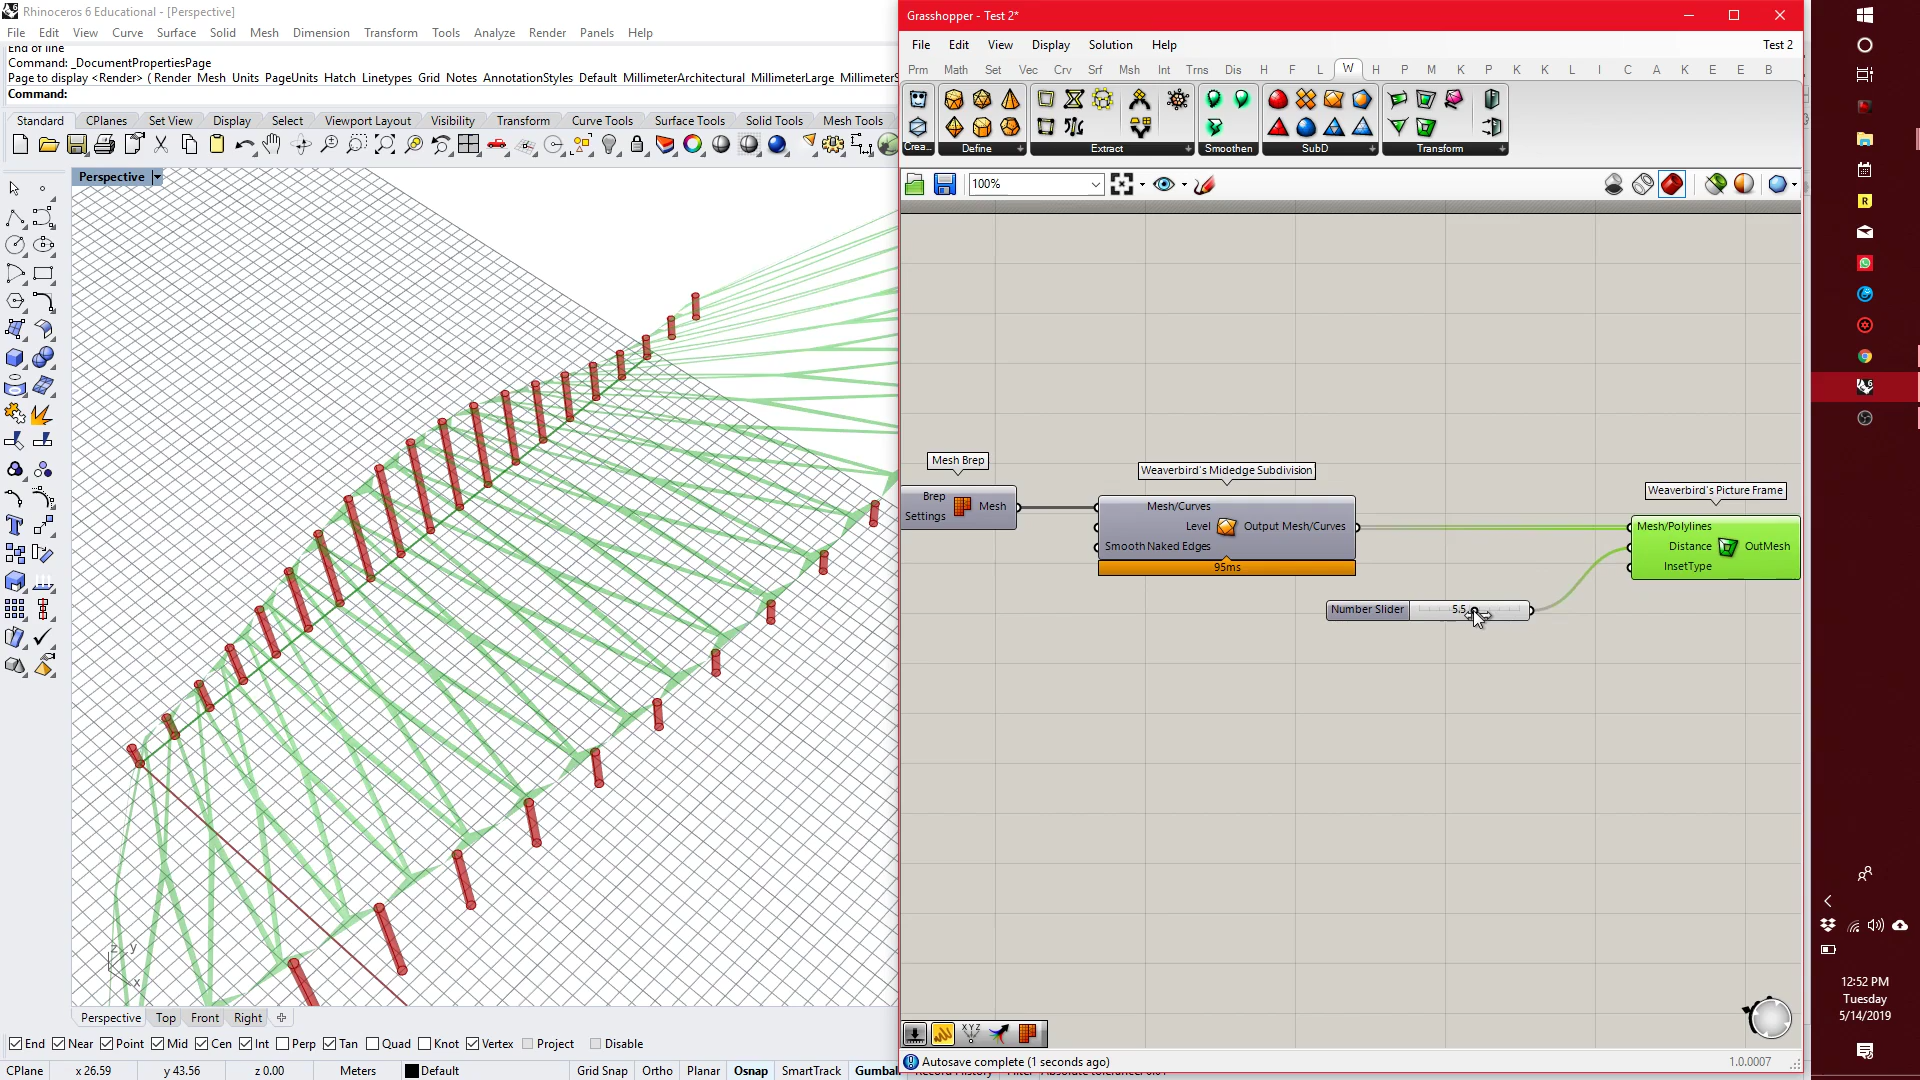 Rhinoceros 6 Educational - [Perspective]
File Edit View Curve Surface Solid Mesh Dimension Transform Tools Analyze Render Panels Help
End of line
Command: _DocumentPropertiesPage
Page to display <Render> ( Render Mesh Units PageUnits Hatch Linetypes Grid Notes AnnotationStyles Default MillimeterArchitectural MillimeterLarge
Command:
Standard CPlanes Set View Display Select Viewport Layout Visibility Transform Curve Tools Surface Tools Solid Tools Mesh Tools
Perspective
z y
x
Perspective Top Front Right
End Near Point Mid Cen Int Perp Tan Quad Knot Vertex Project Disable
CPlane x 26.59 y 43.56 z 0.00 Meters Default Grid Snap Ortho Planar Osnap SmartTrack
Grasshopper - Test 2*
File Edit View Display Solution Help Test 2
Prm Math Set Vec Crv Srf Msh Int Trns Dis H F L W H P M K P K K L I C A K E E B
Crea... Define Extract Smoothen SubD Transform
100%
Mesh Brep
Brep
Settings
Mesh
Weaverbird's Midedge Subdivision
Mesh/Curves
Level
Smooth Naked Edges
Output Mesh/Curves
95ms
Number Slider 5.5
Weaverbird's Picture Frame
Mesh/Polylines
Distance
InsetType
OutMesh
XYZ
Autosave complete (1 seconds ago) 1.0.0007
12:52 PM
Tuesday
5/14/2019